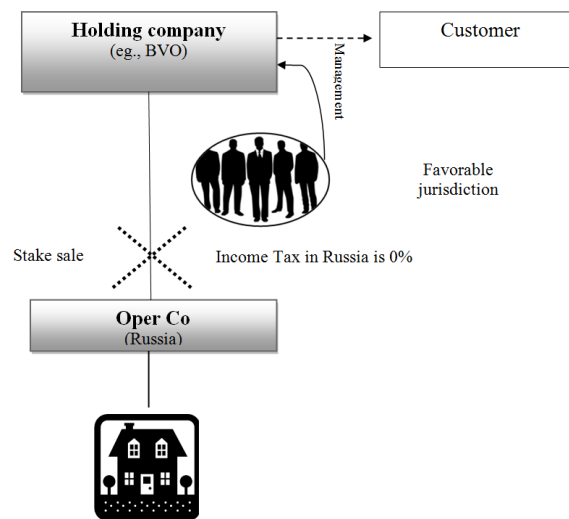 Holding company
(eg., BVO)
Customer
Management
Favorable
jurisdiction
Stake sale
Income Tax in Russia is 0%
Oper Co
(Russia)